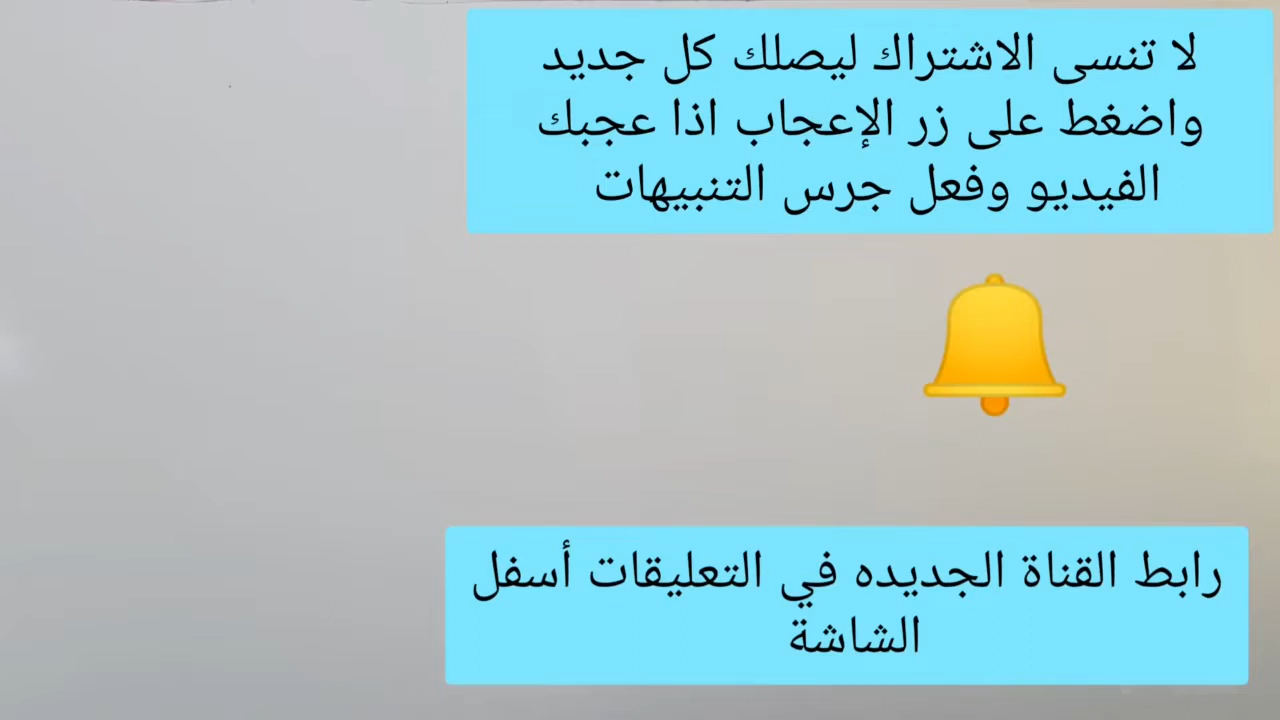 لا تنسى الاشتراك ليصلك كل جديد
واضغط على زر الإعجاب اذا عجبك
الفيديو وفعل جرس التنبيهات
رابط القناة الجديده في التعليقات أسفل
الشاشة